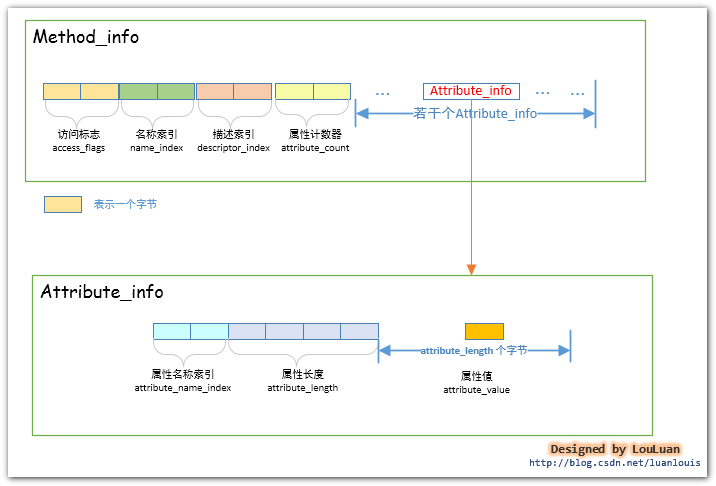 Method_info
... Attribute_info ... ...
若干个Attribute_info
访问标志 名称索引 描述索引 属性计数器
access_flags name_index descriptor_index attribute_count
表示一个字节
Attribute_info
attribute_length 个字节
属性名称索引 属性长度 属性值
attribute_name_index attribute_length attribute_value
Designed by LouLuan
http://blog.csdn.net/luanlouis